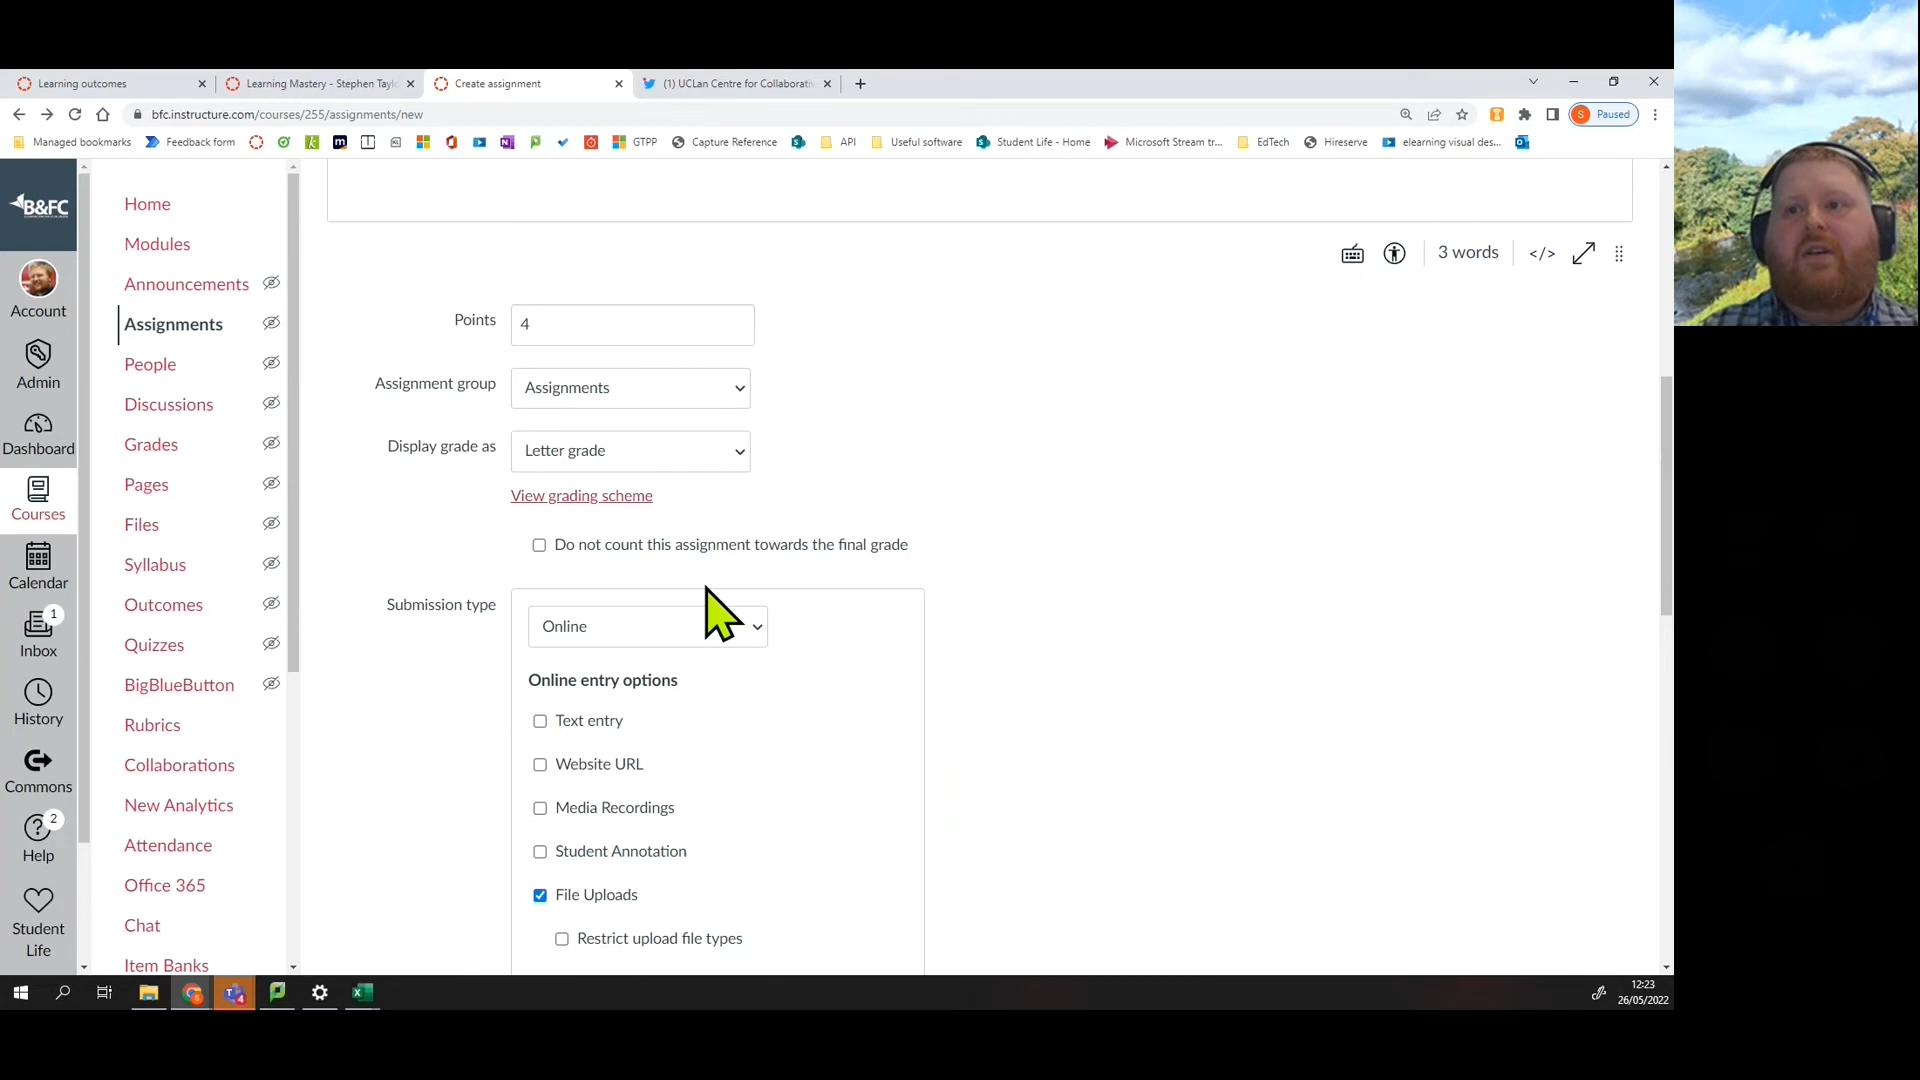 Learning outcomes
Learning Mastery - Stephen Taylo
Create assignment
(1) UCLan Centre for Collaborativ
bfc.instructure.com/courses/255/assignments/new
S Paused
Managed bookmarks
Feedback form
GTPP
Capture Reference
API
Useful software
Student Life - Home
Microsoft Stream tr...
EdTech
Hireserve
elearning visual des...
B&FC
Account
Admin
Dashboard
Courses
Calendar
1
Inbox
History
Commons
2
Help
Student
Life
Home
Modules
Announcements
Assignments
People
Discussions
Grades
Pages
Files
Syllabus
Outcomes
Quizzes
BigBlueButton
Rubrics
Collaborations
New Analytics
Attendance
Office 365
Chat
Item Banks
3 words
</>
Points
4
Assignment group
Assignments
Display grade as
Letter grade
View grading scheme
Do not count this assignment towards the final grade
Submission type
Online
Online entry options
Text entry
Website URL
Media Recordings
Student Annotation
File Uploads
Restrict upload file types
12:23
26/05/2022